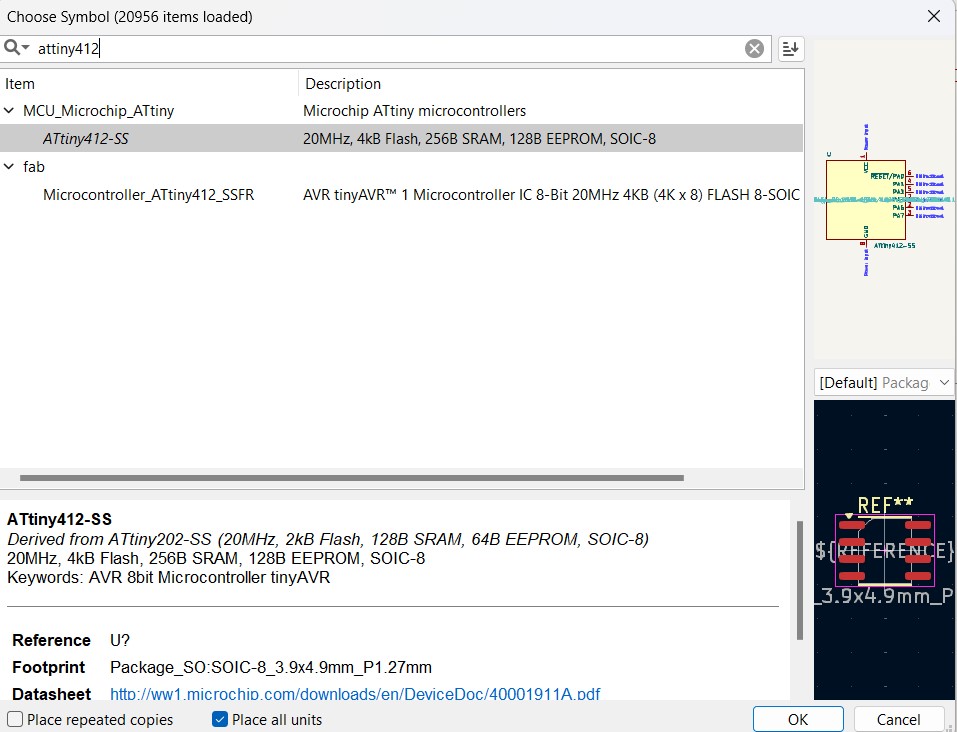 Choose Symbol (20956 items loaded)
attiny412
Item Description
MCU_Microchip_ATtiny Microchip ATtiny microcontrollers
ATtiny412-SS 20MHz, 4kB Flash, 256B SRAM, 128B EEPROM, SOIC-8
fab
Microcontroller_ATtiny412_SSFR AVR tinyAVR™ 1 Microcontroller IC 8-Bit 20MHz 4KB (4K x 8) FLASH 8-SOIC
U
VCC
RESET/PA0
PA1
PA2
PA6
PA7
GND
ATtiny412-SS
[Default] Packag
REF**
${REFERENCE}
_3.9x4.9mm_P
ATtiny412-SS
Derived from ATtiny202-SS (20MHz, 2kB Flash, 128B SRAM, 64B EEPROM, SOIC-8)
20MHz, 4kB Flash, 256B SRAM, 128B EEPROM, SOIC-8
Keywords: AVR 8bit Microcontroller tinyAVR
Reference U?
Footprint Package_SO:SOIC-8_3.9x4.9mm_P1.27mm
Datasheet http://ww1.microchip.com/downloads/en/DeviceDoc/40001911A.pdf
Place repeated copies
Place all units
OK
Cancel